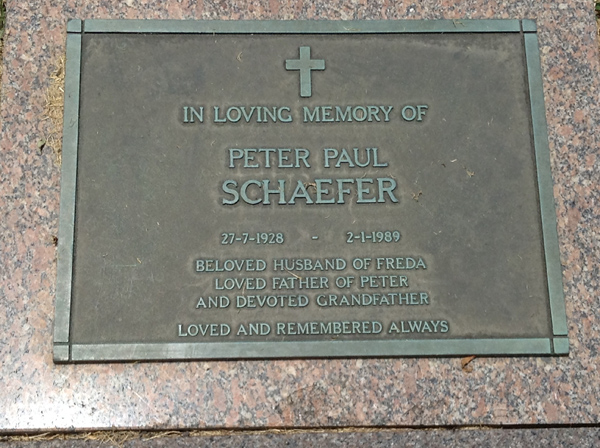 IN LOVING MEMORY OF
PETER PAUL
SCHAEFER
27-7-1928 - 2-1-1989
BELOVED HUSBAND OF FREDA
LOVED FATHER OF PETER
AND DEVOTED GRANDFATHER
LOVED AND REMEMBERED ALWAYS